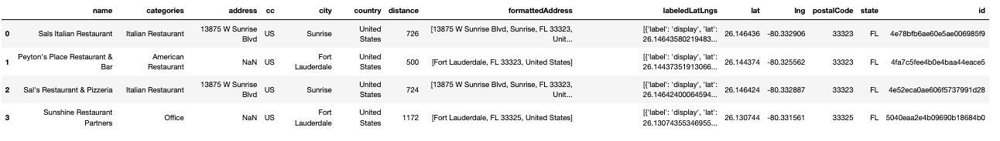 name categories address cc city country distance formattedAddress labeledLatLngs lat lng postalCode state id
0 Sals Italian Restaurant Italian Restaurant 13875 W Sunrise Blvd US Sunrise United States 726 [13875 W Sunrise Blvd, Sunrise, FL 33323, Unit... [{'label': 'display', 'lat': 26.14643580219483... 26.146436 -80.332906 33323 FL 4e78bfb6ae60e5ae006985f9
1 Peyton's Place Restaurant & Bar American Restaurant NaN US Fort Lauderdale United States 500 [Fort Lauderdale, FL 33323, United States] [{'label': 'display', 'lat': 26.14437351913066... 26.144374 -80.325562 33323 FL 4fa7c5fee4b0e4baa44eace5
2 Sal's Restaurant & Pizzeria Italian Restaurant 13875 W Sunrise Blvd US Sunrise United States 724 [13875 W Sunrise Blvd, Sunrise, FL 33323, Unit... [{'label': 'display', 'lat': 26.14642400064594... 26.146424 -80.332887 33323 FL 4e52eca0ae606f5737991d28
3 Sunshine Restaurant Partners Office NaN US Fort Lauderdale United States 1172 [Fort Lauderdale, FL 33325, United States] [{'label': 'display', 'lat': 26.13074355346955... 26.130744 -80.331561 33325 FL 5040eaa2e4b09690b18684b0